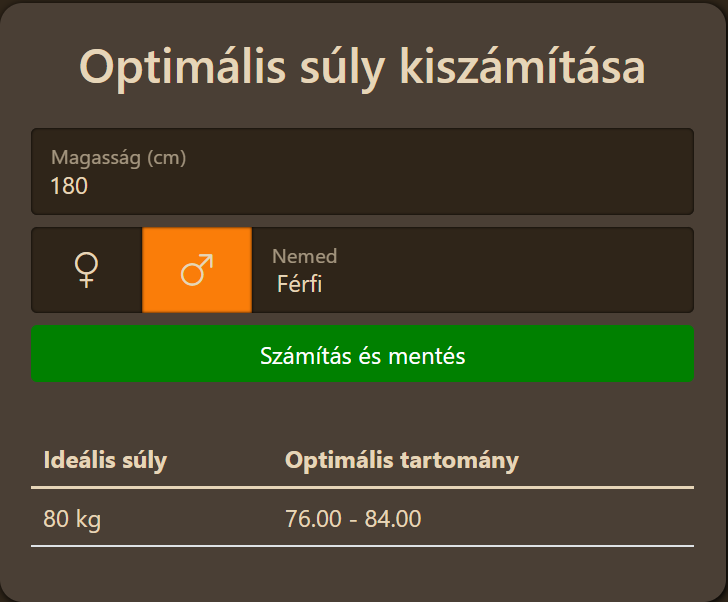 Optimális súly kiszámítása
Magasság (cm)
180
Nemed
Férfi
Számítás és mentés
Ideális súly Optimális tartomány
80 kg 76.00 - 84.00